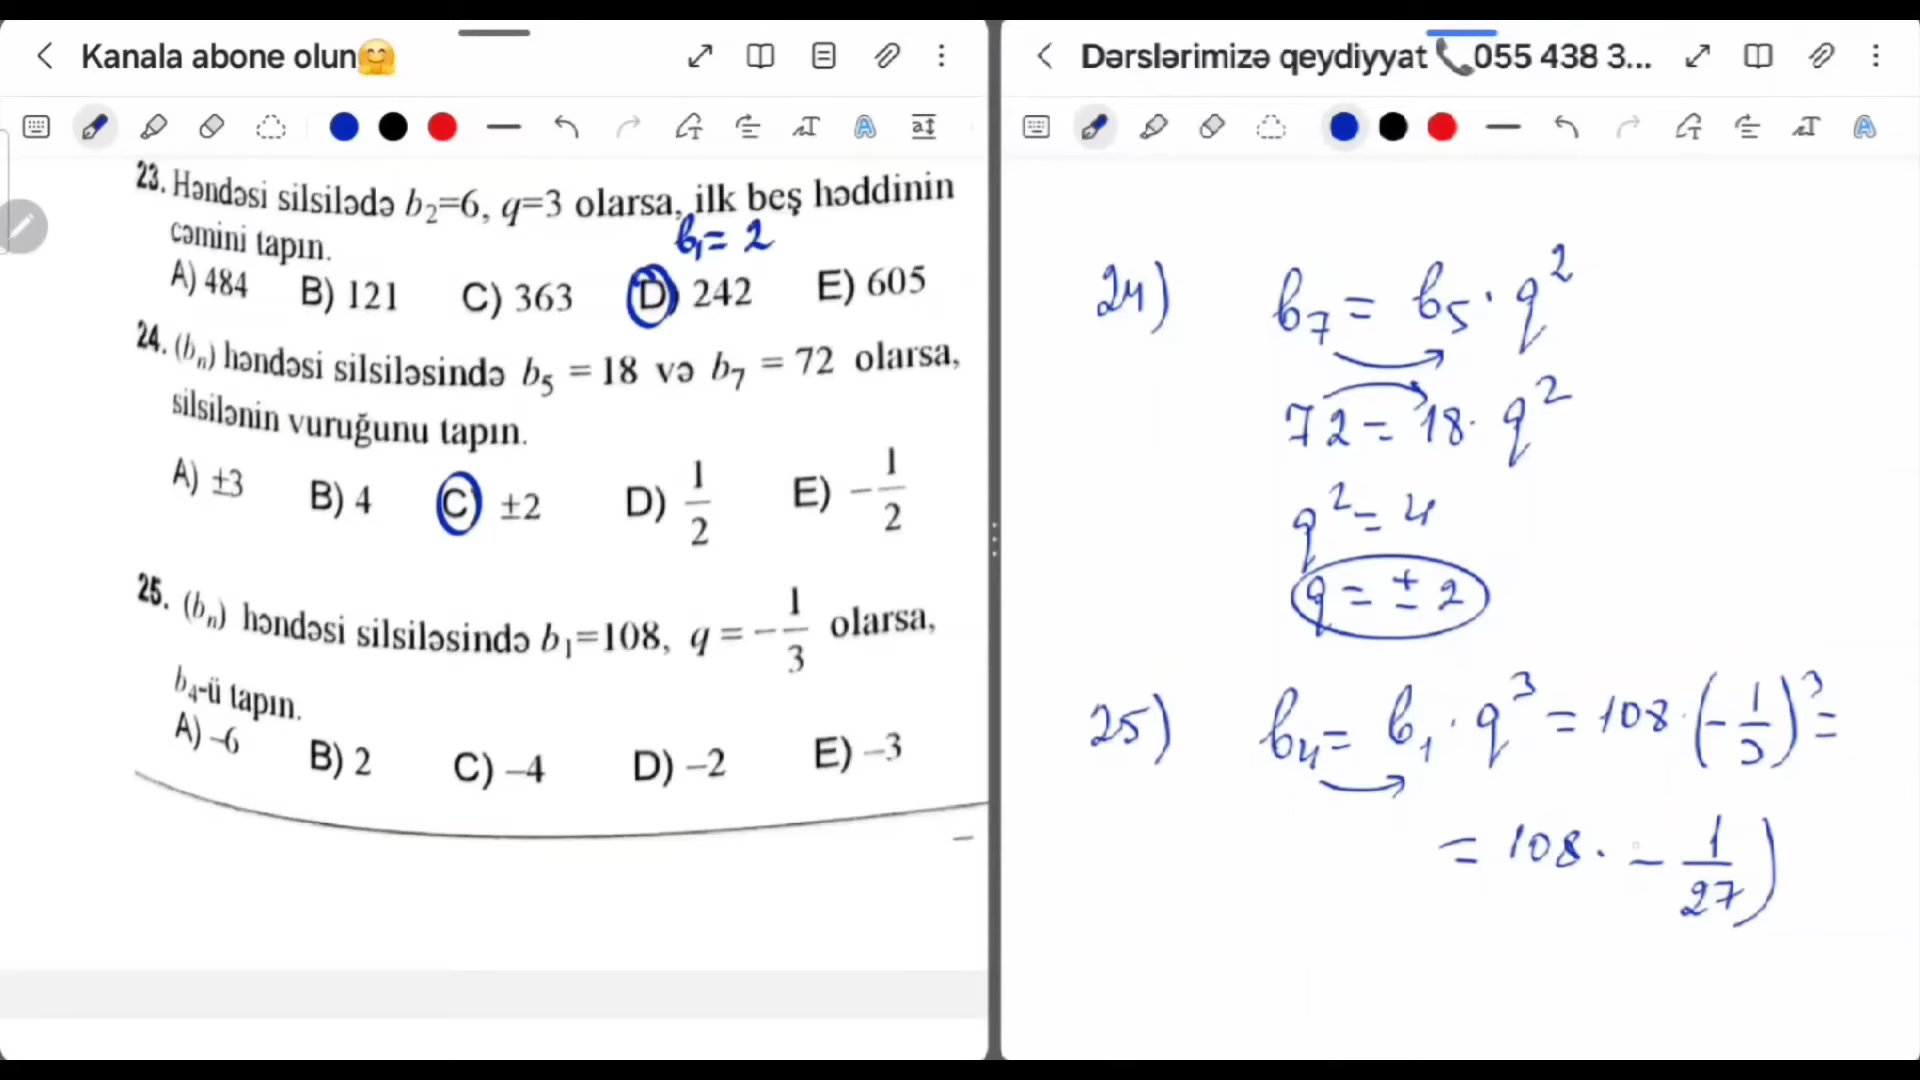 Kanala abone olun🤗
23. Həndəsi silsilədə b₂=6, q=3 olarsa, ilk beş həddinin
cəmini tapın.
b₁= 2
A) 484 B) 121 C) 363 D) 242 E) 605
24. (bₙ) həndəsi silsiləsində b₅ = 18 və b₇ = 72 olarsa,
silsilənin vuruğunu tapın.
A) ±3 B) 4 C) ±2 D) 1/2 E) −1/2
25. (bₙ) həndəsi silsiləsində b₁=108, q = −1/3 olarsa,
b₄-ü tapın.
A) –6 B) 2 C) –4 D) –2 E) –3
Dərslərimizə qeydiyyat 📞055 438 3...
24) b₇ = b₅ · q²
72 = 18 · q²
q² = 4
q = ± 2
25) b₄ = b₁ · q³ = 108 · (−1/3)³ =
= 108 · − 1/27)